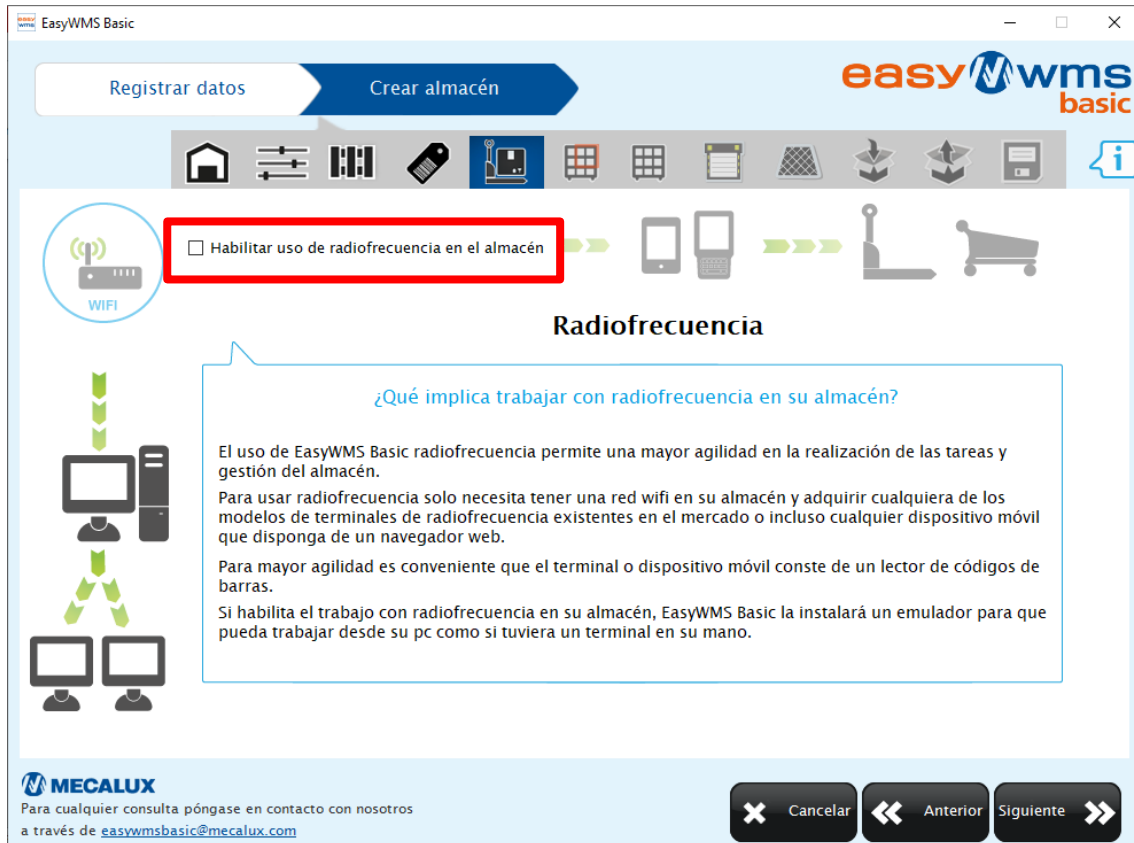 EasyWMS Basic
Registrar datos
Crear almacén
easy wms
basic
WIFI
Habilitar uso de radiofrecuencia en el almacén
Radiofrecuencia
¿Qué implica trabajar con radiofrecuencia en su almacén?
El uso de EasyWMS Basic radiofrecuencia permite una mayor agilidad en la realización de las tareas y
gestión del almacén.
Para usar radiofrecuencia solo necesita tener una red wifi en su almacén y adquirir cualquiera de los
modelos de terminales de radiofrecuencia existentes en el mercado o incluso cualquier dispositivo móvil
que disponga de un navegador web.
Para mayor agilidad es conveniente que el terminal o dispositivo móvil conste de un lector de códigos de
barras.
Si habilita el trabajo con radiofrecuencia en su almacén, EasyWMS Basic la instalará un emulador para que
pueda trabajar desde su pc como si tuviera un terminal en su mano.
MECALUX
Para cualquier consulta póngase en contacto con nosotros
a través de easywmsbasic@mecalux.com
Cancelar
Anterior
Siguiente